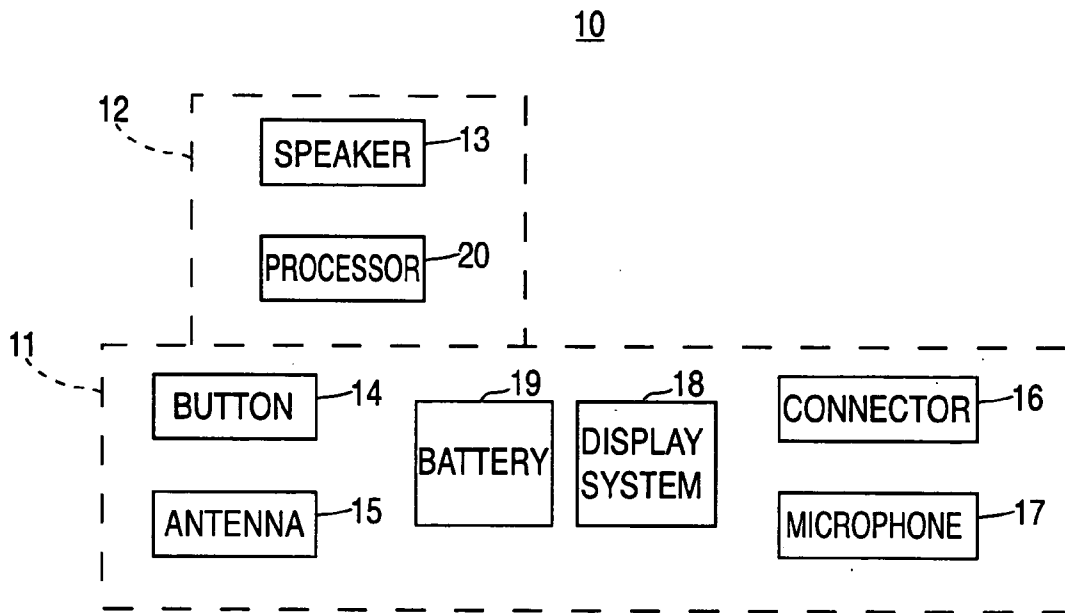 10
12
SPEAKER 13
PROCESSOR 20
11
BUTTON 14
19
18
CONNECTOR 16
BATTERY
DISPLAY
SYSTEM
ANTENNA 15
MICROPHONE 17